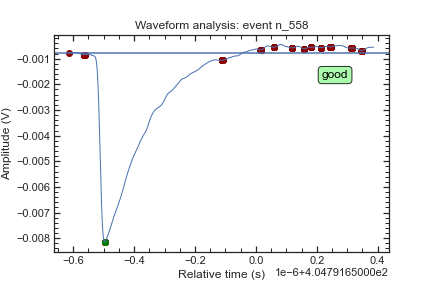 Waveform analysis: event n_558
Amplitude (V)
−0.001
−0.002
−0.003
−0.004
−0.005
−0.006
−0.007
−0.008
good
−0.6
−0.4
−0.2
0.0
0.2
0.4
Relative time (s)
1e−6+4.0479165000e2